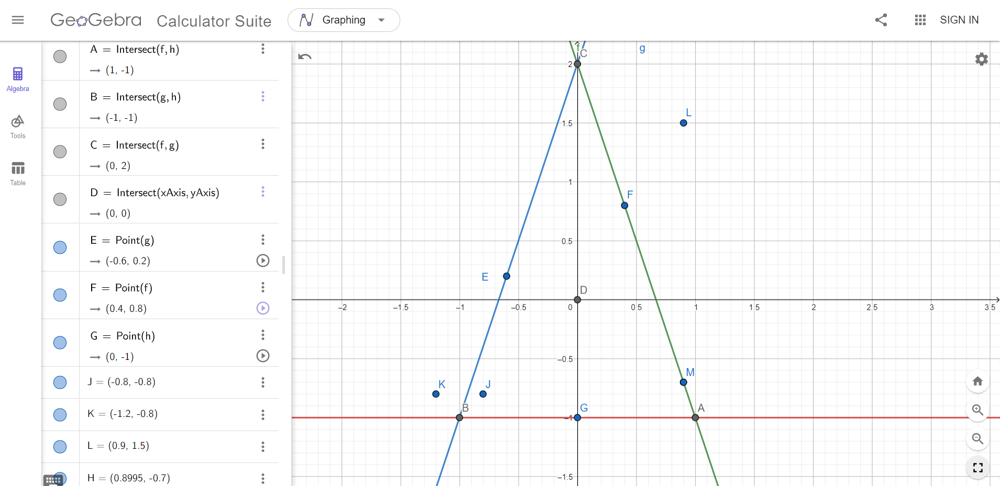 GeoGebra Calculator Suite Graphing SIGN IN
Algebra
Tools
Table
A = Intersect(f, h)
→ (1, -1)
B = Intersect(g, h)
→ (-1, -1)
C = Intersect(f, g)
→ (0, 2)
D = Intersect(xAxis, yAxis)
→ (0, 0)
E = Point(g)
→ (-0.6, 0.2)
F = Point(f)
→ (0.4, 0.8)
G = Point(h)
→ (0, -1)
J = (-0.8, -0.8)
K = (-1.2, -0.8)
L = (0.9, 1.5)
H = (0.8995, -0.7)
f C g
2
L
1.5
1
F
0.5
E
D
–2 –1.5 –1 –0.5 0 0.5 1 1.5 2 2.5 3 3.5
–0.5
M
K J
B G A
–1
–1.5